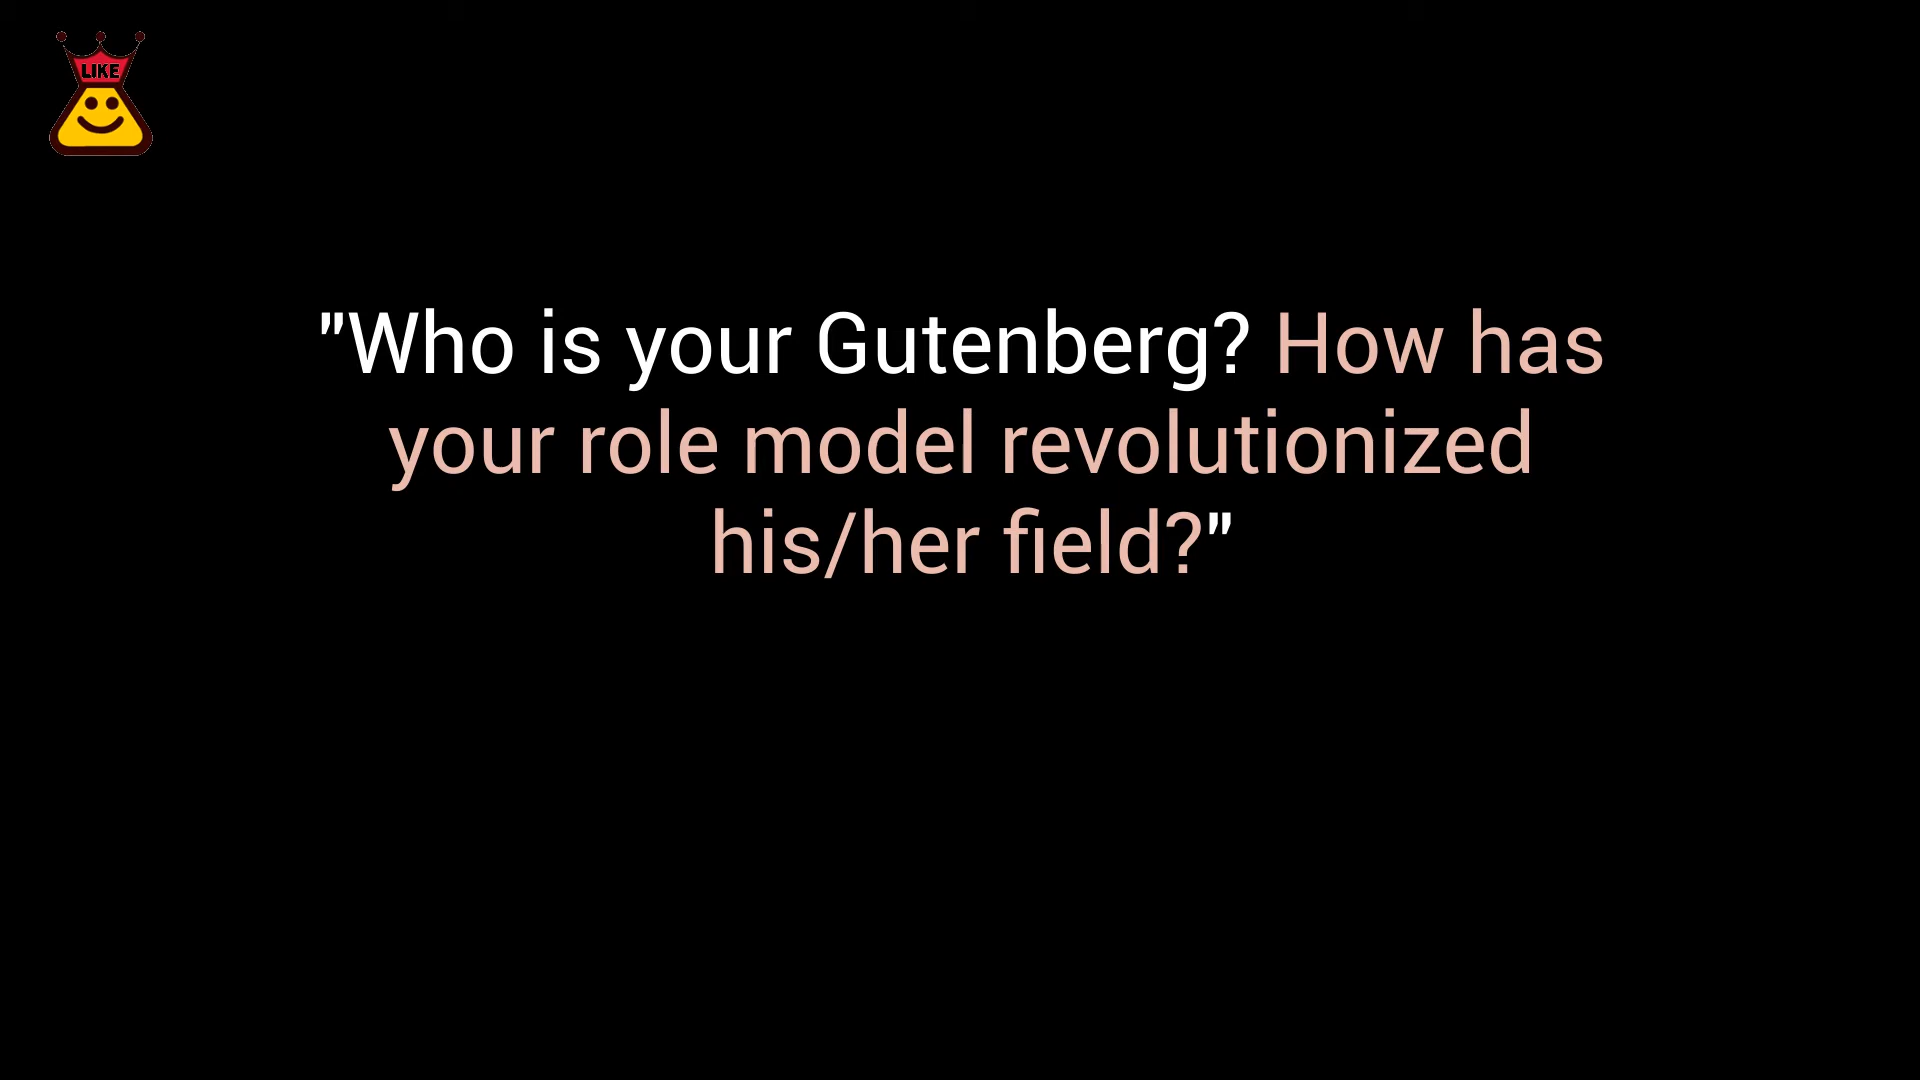 LIKE
"Who is your Gutenberg? How has
your role model revolutionized
his/her field?"